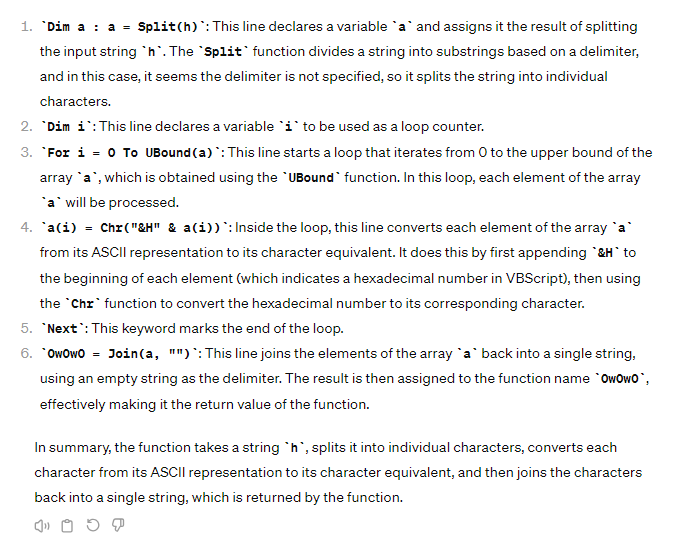 1. `Dim a : a = Split(h)`: This line declares a variable `a` and assigns it the result of splitting
the input string `h`. The `Split` function divides a string into substrings based on a delimiter,
and in this case, it seems the delimiter is not specified, so it splits the string into individual
characters.
2. `Dim i`: This line declares a variable `i` to be used as a loop counter.
3. `For i = 0 To UBound(a)`: This line starts a loop that iterates from 0 to the upper bound of the
array `a`, which is obtained using the `UBound` function. In this loop, each element of the array
`a` will be processed.
4. `a(i) = Chr("&H" & a(i))`: Inside the loop, this line converts each element of the array `a`
from its ASCII representation to its character equivalent. It does this by first appending `&H` to
the beginning of each element (which indicates a hexadecimal number in VBScript), then using
the `Chr` function to convert the hexadecimal number to its corresponding character.
5. `Next`: This keyword marks the end of the loop.
6. `OwOwO = Join(a, "")`: This line joins the elements of the array `a` back into a single string,
using an empty string as the delimiter. The result is then assigned to the function name `OwOwO`,
effectively making it the return value of the function.
In summary, the function takes a string `h`, splits it into individual characters, converts each
character from its ASCII representation to its character equivalent, and then joins the characters
back into a single string, which is returned by the function.